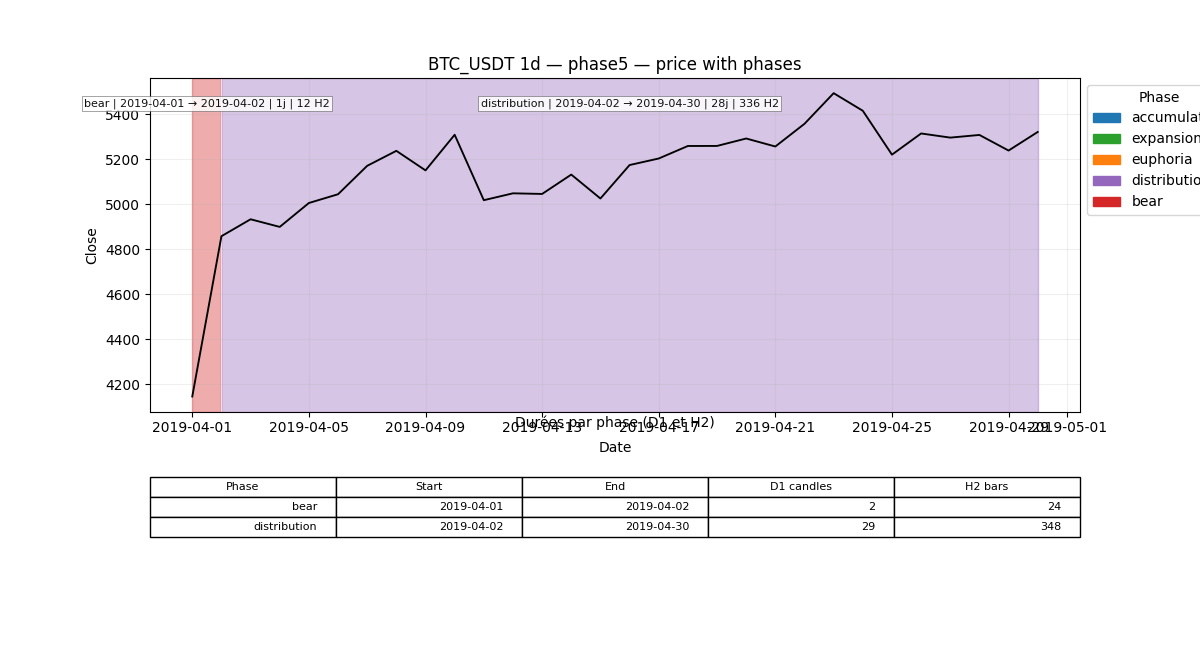 BTC_USDT 1d — phase5 — price with phases
bear | 2019-04-01 → 2019-04-02 | 1j | 12 H2
distribution | 2019-04-02 → 2019-04-30 | 28j | 336 H2
Phase
accumulat
expansion
euphoria
distributio
bear
Close
5400
5200
5000
4800
4600
4400
4200
Durées par phase (D1 et H2)
2019-04-01 2019-04-05 2019-04-09 2019-04-13 2019-04-17 2019-04-21 2019-04-25 2019-04-29 2019-05-01
Date
Phase Start End D1 candles H2 bars
bear 2019-04-01 2019-04-02 2 24
distribution 2019-04-02 2019-04-30 29 348